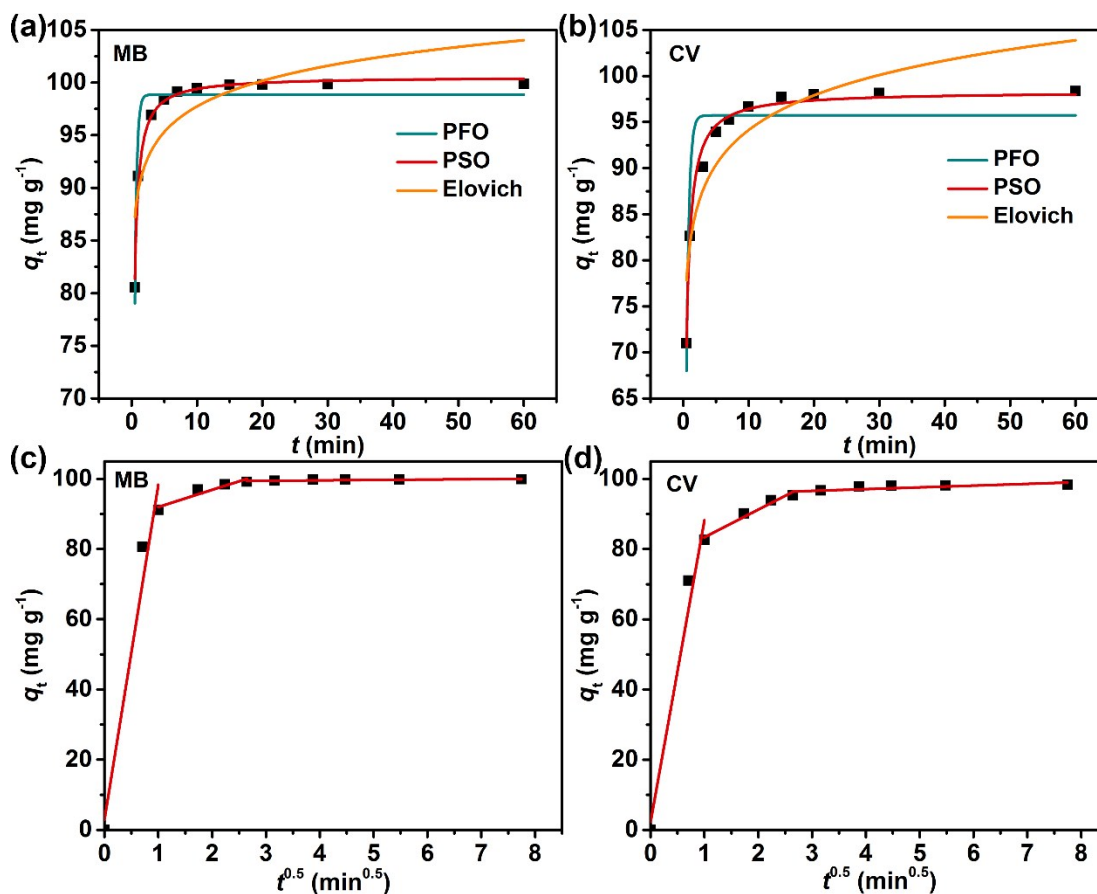 (a)
MB
105
100
95
90
85
80
75
70
qt (mg g-1)
PFO
PSO
Elovich
0 10 20 30 40 50 60
t (min)
(b)
CV
105
100
95
90
85
80
75
70
65
qt (mg g-1)
PFO
PSO
Elovich
0 10 20 30 40 50 60
t (min)
(c)
MB
100
80
60
40
20
0
qt (mg g-1)
0 1 2 3 4 5 6 7 8
t0.5 (min0.5)
(d)
CV
100
80
60
40
20
0
qt (mg g-1)
0 1 2 3 4 5 6 7 8
t0.5 (min0.5)